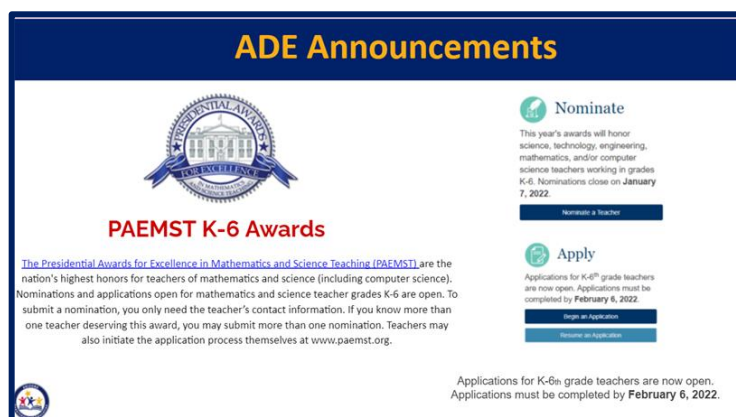 ADE Announcements
PRESIDENTIAL AWARDS
FOR EXCELLENCE
IN MATHEMATICS
AND SCIENCE TEACHING
PAEMST K-6 Awards
The Presidential Awards for Excellence in Mathematics and Science Teaching (PAEMST) are the
nation's highest honors for teachers of mathematics and science (including computer science).
Nominations and applications open for mathematics and science teacher grades K-6 are open. To
submit a nomination, you only need the teacher's contact information. If you know more than
one teacher deserving this award, you may submit more than one nomination. Teachers may
also initiate the application process themselves at www.paemst.org.
Nominate
This year's awards will honor
science, technology, engineering,
mathematics, and/or computer
science teachers working in grades
K-6. Nominations close on January
7, 2022.
Nominate a Teacher
Apply
Applications for K-6th grade teachers
are now open. Applications must be
completed by February 6, 2022.
Begin an Application
Resume an Application
Applications for K-6th grade teachers are now open.
Applications must be completed by February 6, 2022.